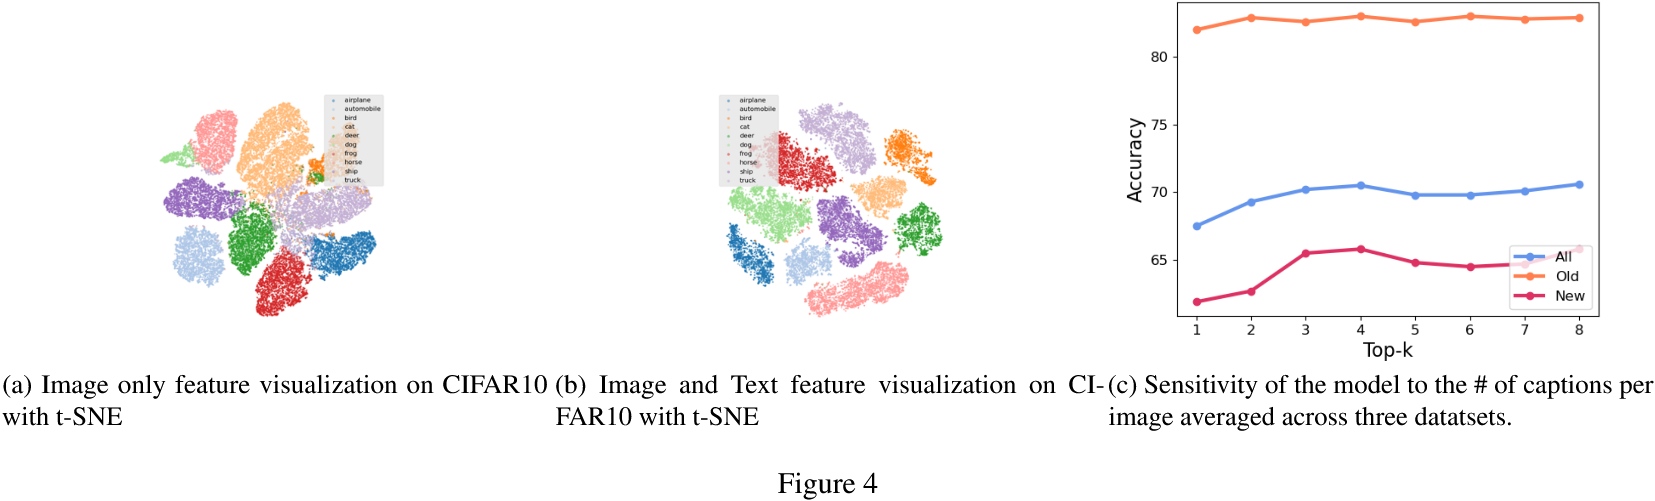 airplane
automobile
bird
cat
deer
dog
frog
horse
ship
truck
airplane
automobile
bird
cat
deer
dog
frog
horse
ship
truck
Accuracy
80
75
70
65
1 2 3 4 5 6 7 8
Top-k
All
Old
New
(a) Image only feature visualization on CIFAR10
with t-SNE
(b) Image and Text feature visualization on CI-
FAR10 with t-SNE
(c) Sensitivity of the model to the # of captions per
image averaged across three datatsets.
Figure 4